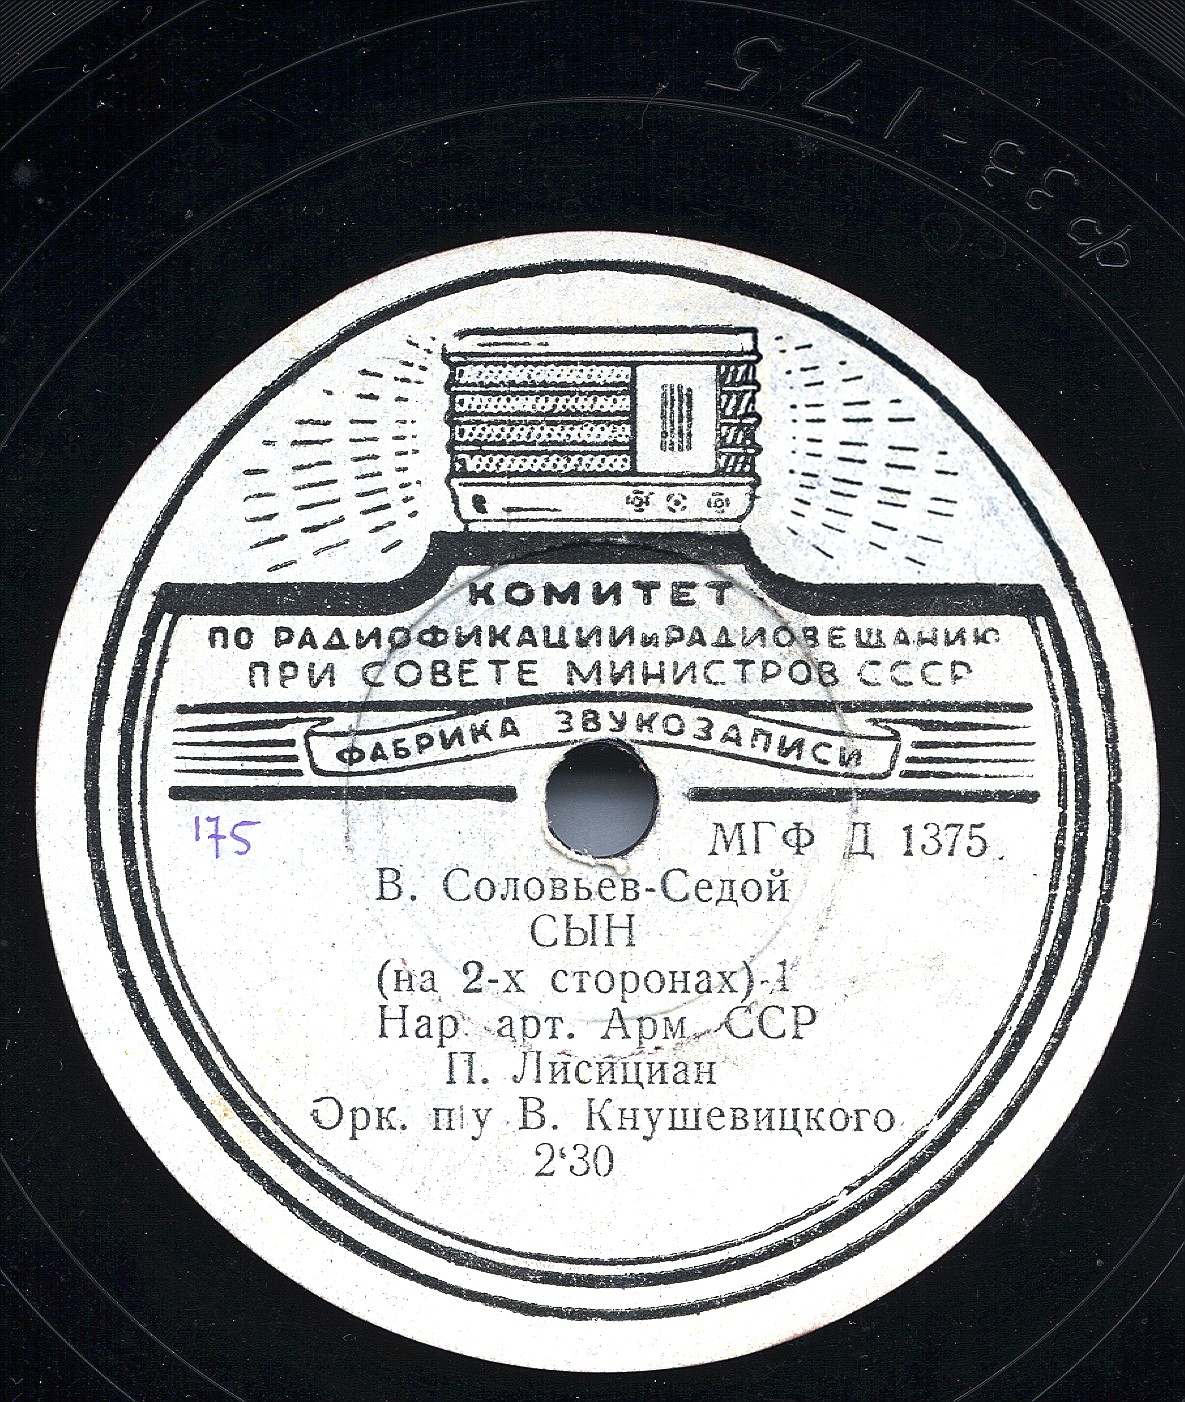 ф33-175
КОМИТЕТ
ПО РАДИОФИКАЦИИ и РАДИОВЕЩАНИЮ
ПРИ СОВЕТЕ МИНИСТРОВ СССР
ФАБРИКА ЗВУКОЗАПИСИ
175
МГФ Д 1375
В. Соловьев-Седой
СЫН
(на 2-х сторонах)-1
Нар. арт. Арм. ССР
П. Лисициан
Орк. п/у В. Кнушевицкого
2‘30